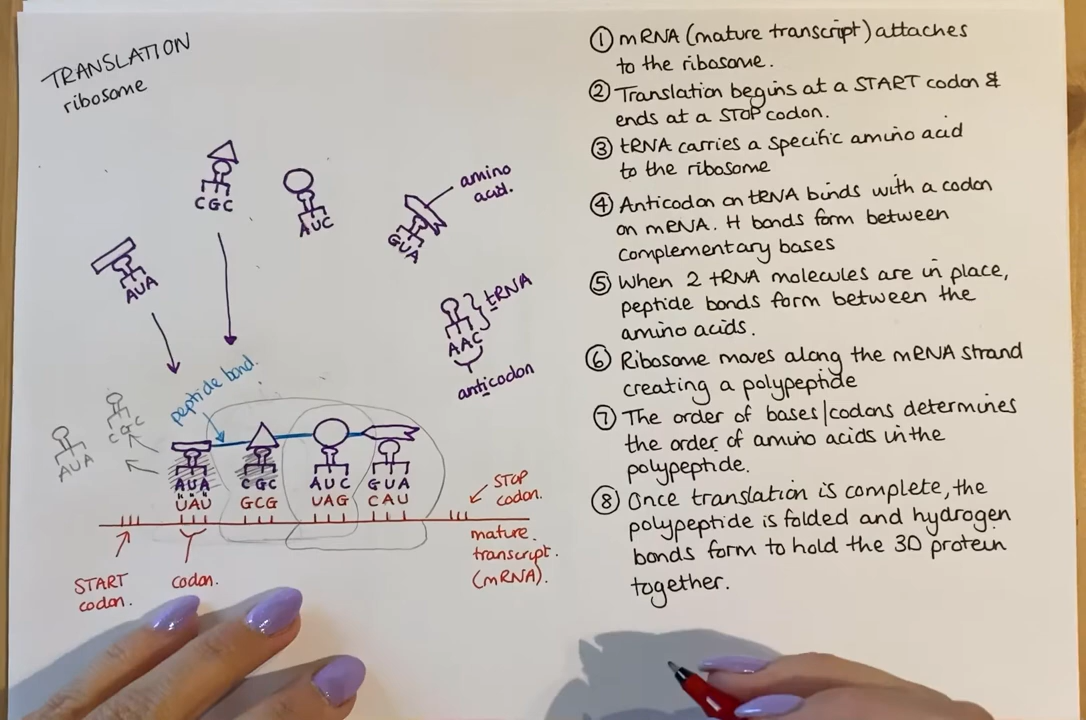 TRANSLATION
ribosome
CGC
AUC
amino
acid.
GUA
AUA
tRNA
AAC
anticodon
peptide bond.
CGC
AUA
AUA
CGC
AUC
GUA
UAU
GCG
UAG
CAU
STOP
codon.
mature
transcript.
(mRNA).
START
codon.
codon.
① mRNA (mature transcript) attaches
to the ribosome.
② Translation begins at a START codon &
ends at a STOP codon.
③ tRNA carries a specific amino acid
to the ribosome
④ Anticodon on tRNA binds with a codon
on mRNA. H bonds form between
complementary bases
⑤ When 2 tRNA molecules are in place,
peptide bonds form between the
amino acids.
⑥ Ribosome moves along the mRNA strand
creating a polypeptide
⑦ The order of bases/codons determines
the order of amino acids in the
polypeptide.
⑧ Once translation is complete, the
polypeptide is folded and hydrogen
bonds form to hold the 3D protein
together.